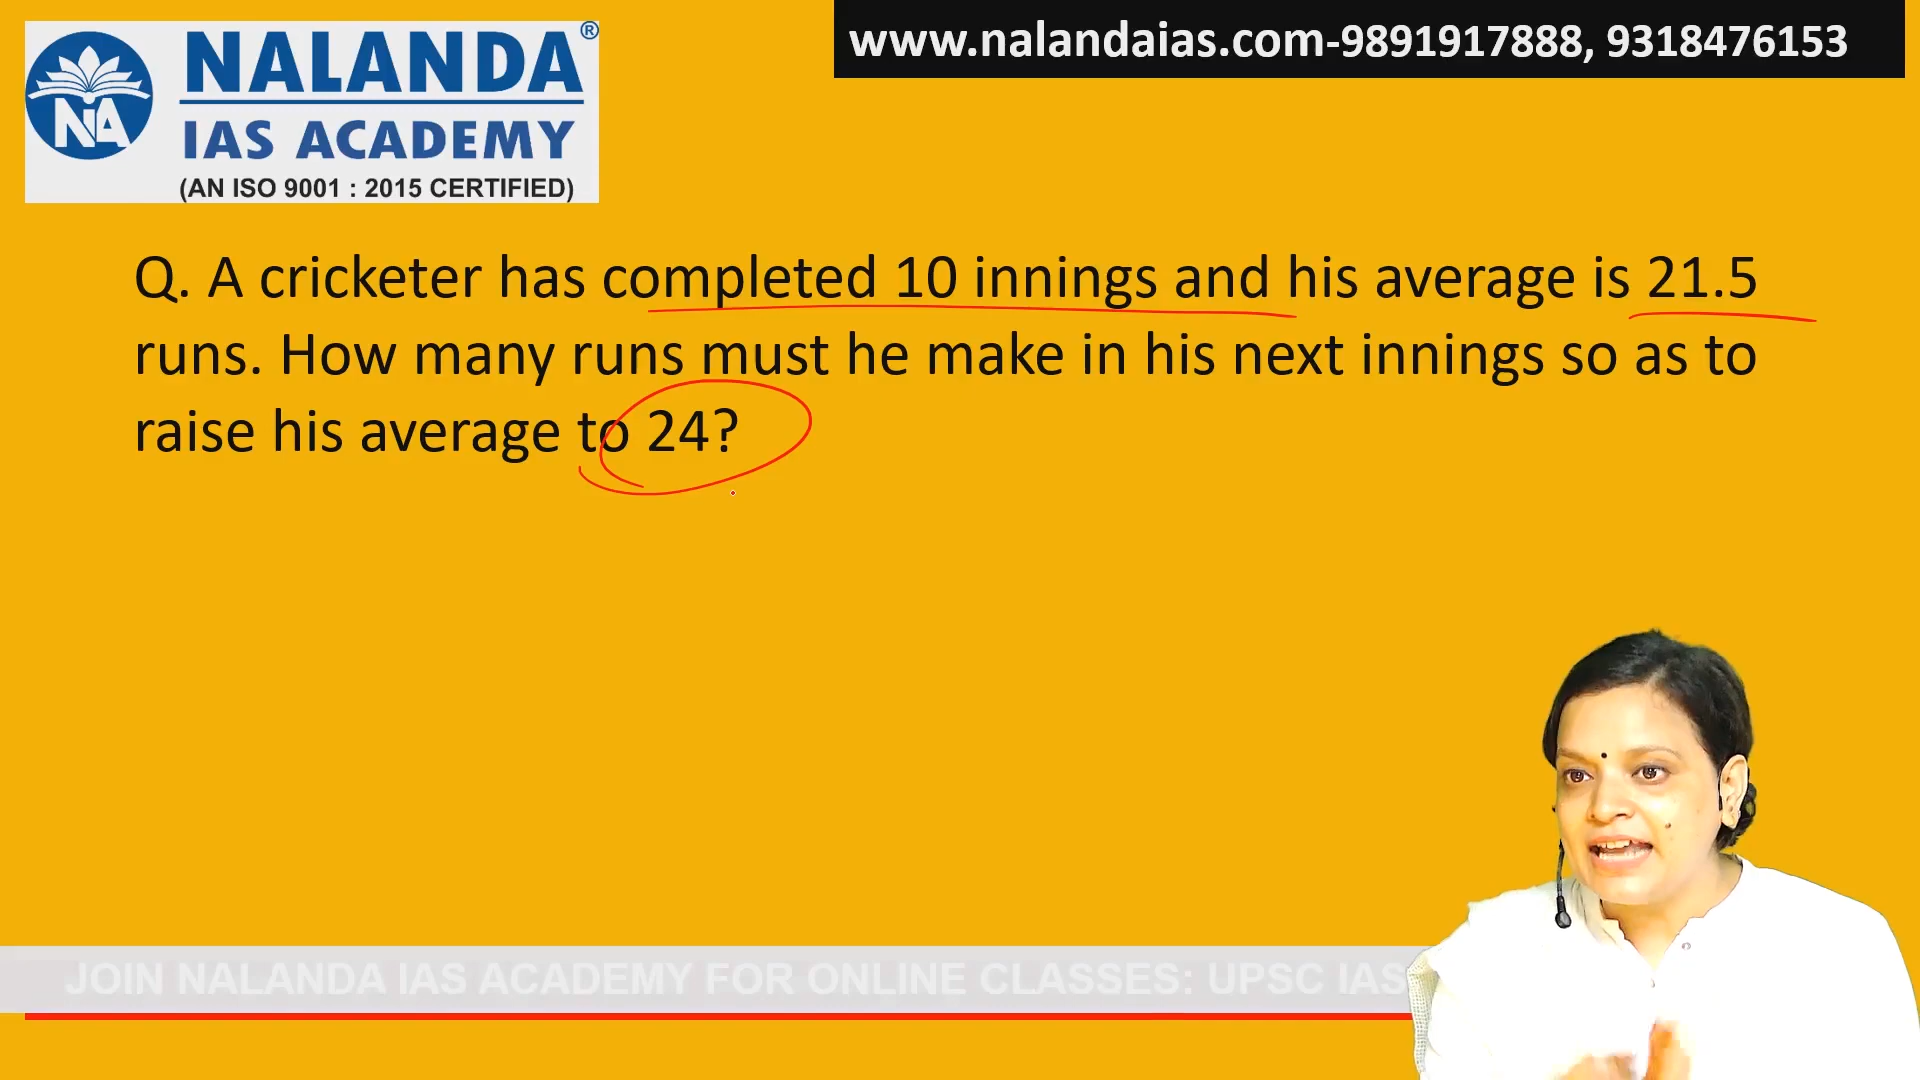 NALANDA®
IAS ACADEMY
(AN ISO 9001 : 2015 CERTIFIED)
NA
www.nalandaias.com-9891917888, 9318476153
Q. A cricketer has completed 10 innings and his average is 21.5
runs. How many runs must he make in his next innings so as to
raise his average to 24?
JOIN NALANDA IAS ACADEMY FOR ONLINE CLASSES: UPSC IAS